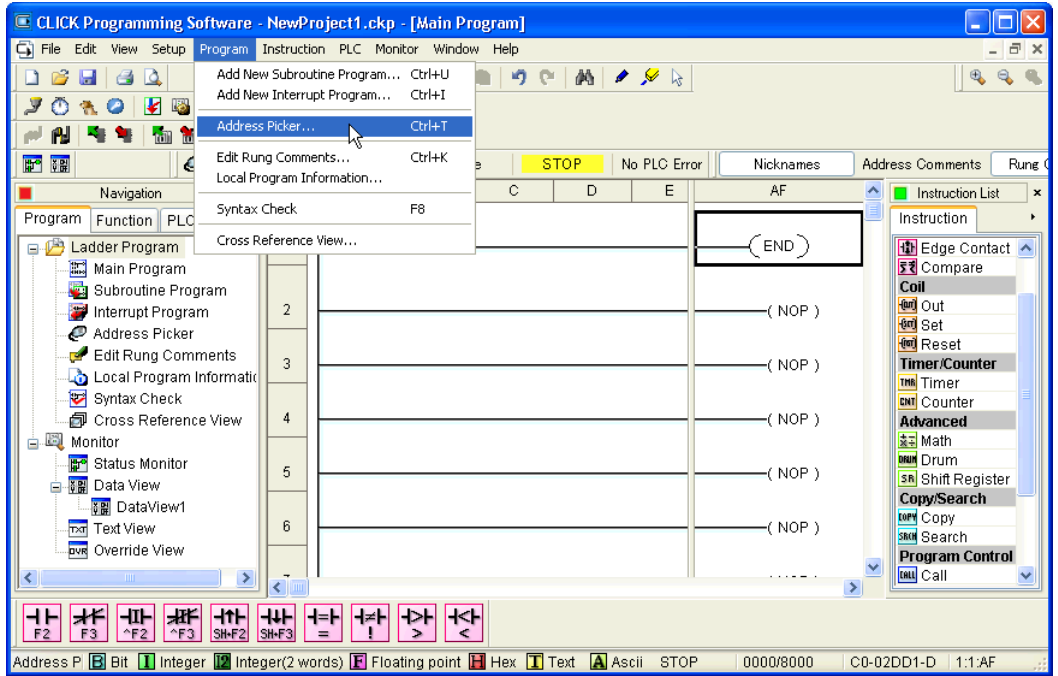 CLICK Programming Software - NewProject1.ckp - [Main Program]
File Edit View Setup Program Instruction PLC Monitor Window Help
Add New Subroutine Program... Ctrl+U
Add New Interrupt Program... Ctrl+I
Address Picker... Ctrl+T
Edit Rung Comments... Ctrl+K
Local Program Information...
Syntax Check F8
Cross Reference View...
STOP No PLC Error Nicknames Address Comments Rung
Navigation
Program Function PLC
Ladder Program
Main Program
Subroutine Program
Interrupt Program
Address Picker
Edit Rung Comments
Local Program Informatic
Syntax Check
Cross Reference View
Monitor
Status Monitor
Data View
DataView1
Text View
Override View
C D E AF
( END )
2 ( NOP )
3 ( NOP )
4 ( NOP )
5 ( NOP )
6 ( NOP )
Instruction List
Instruction
Edge Contact
Compare
Coil
Out
Set
Reset
Timer/Counter
Timer
Counter
Advanced
Math
Drum
Shift Register
Copy/Search
Copy
Search
Program Control
Call
F2 F3 ^F2 ^F3 SH+F2 SH+F3 = ! > <
Address P B Bit I Integer I2 Integer(2 words) F Floating point H Hex T Text A Ascii STOP 0000/8000 C0-02DD1-D 1:1:AF